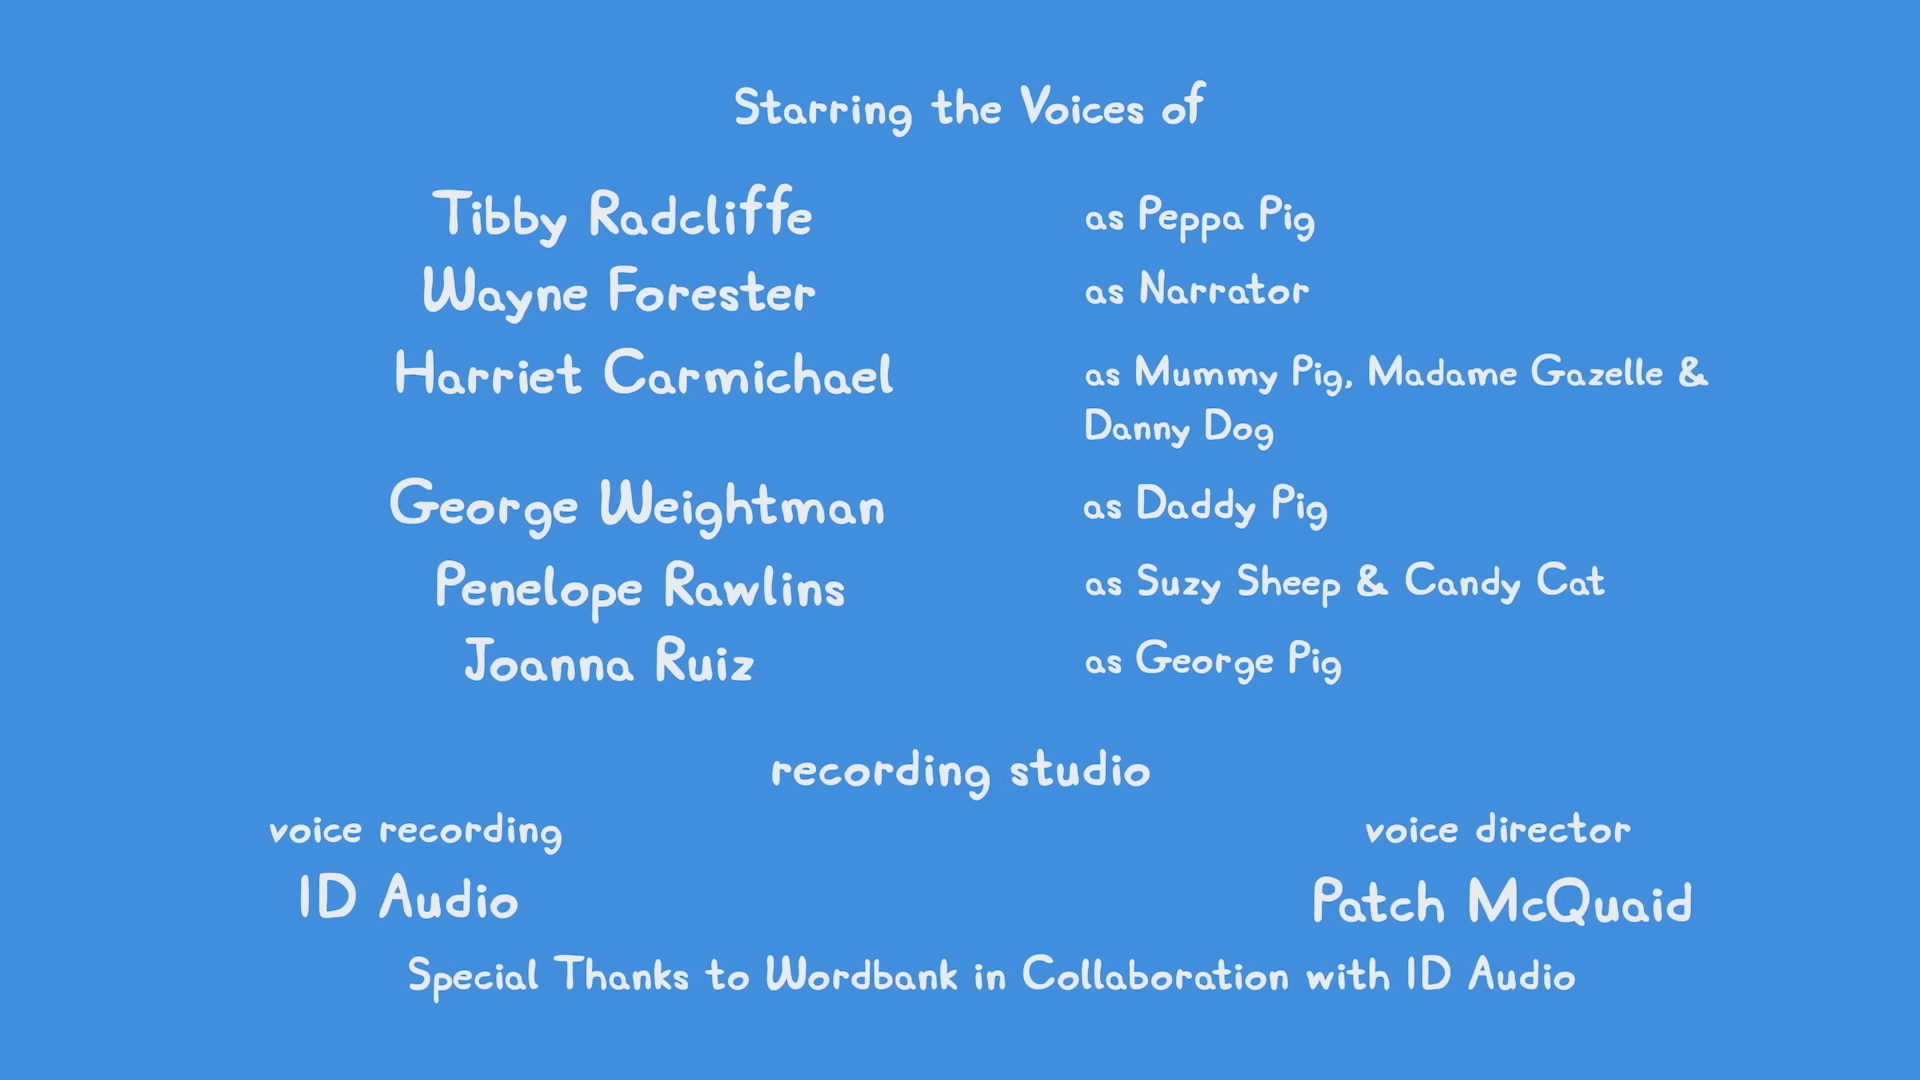 Starring the Voices of
Tibby Radcliffe as Peppa Pig
Wayne Forester as Narrator
Harriet Carmichael as Mummy Pig, Madame Gazelle &
Danny Dog
George Weightman as Daddy Pig
Penelope Rawlins as Suzy Sheep & Candy Cat
Joanna Ruiz as George Pig
recording studio
voice recording voice director
ID Audio Patch McQuaid
Special Thanks to Wordbank in Collaboration with ID Audio